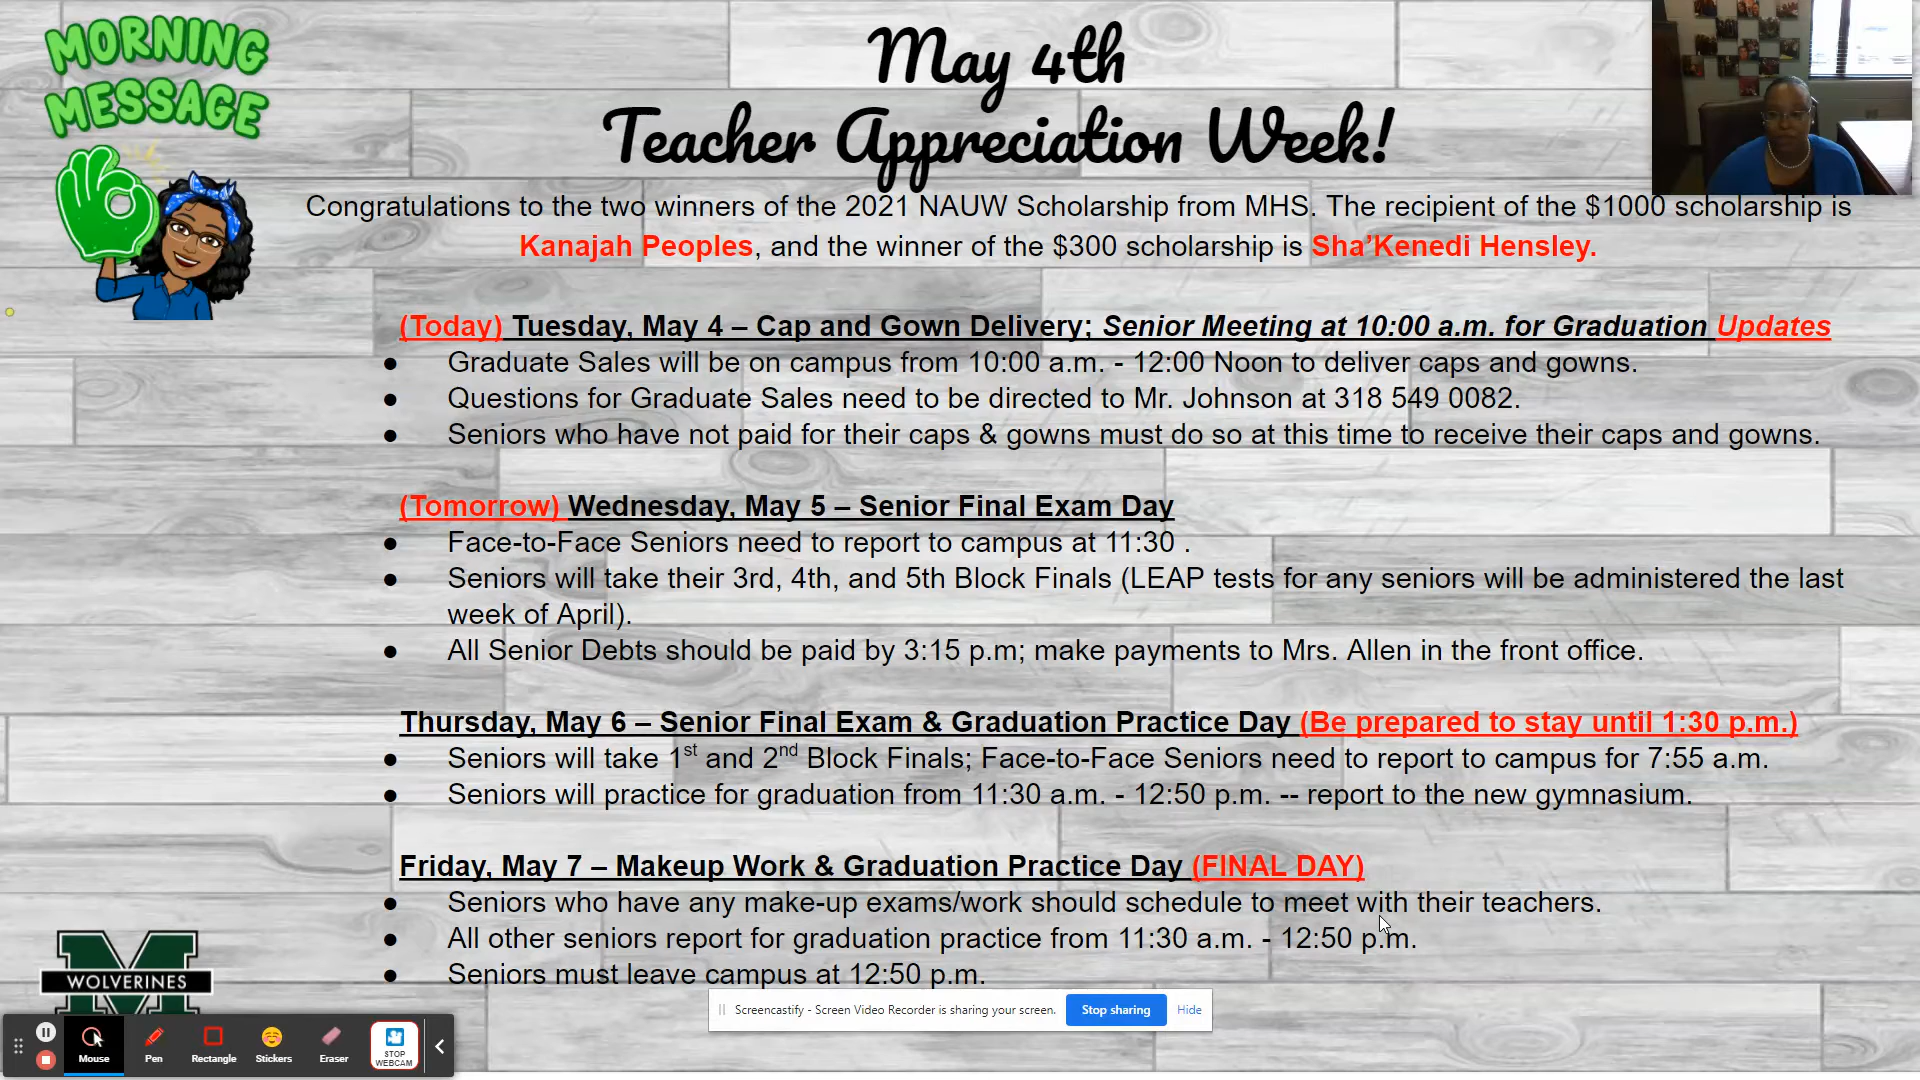 MORNING
MESSAGE
May 4th
Teacher Appreciation Week!
Congratulations to the two winners of the 2021 NAUW Scholarship from MHS. The recipient of the $1000 scholarship is
Kanajah Peoples, and the winner of the $300 scholarship is Sha’Kenedi Hensley.
(Today) Tuesday, May 4 – Cap and Gown Delivery; Senior Meeting at 10:00 a.m. for Graduation Updates
● Graduate Sales will be on campus from 10:00 a.m. - 12:00 Noon to deliver caps and gowns.
● Questions for Graduate Sales need to be directed to Mr. Johnson at 318 549 0082.
● Seniors who have not paid for their caps & gowns must do so at this time to receive their caps and gowns.
(Tomorrow) Wednesday, May 5 – Senior Final Exam Day
● Face-to-Face Seniors need to report to campus at 11:30 .
● Seniors will take their 3rd, 4th, and 5th Block Finals (LEAP tests for any seniors will be administered the last
week of April).
● All Senior Debts should be paid by 3:15 p.m; make payments to Mrs. Allen in the front office.
Thursday, May 6 – Senior Final Exam & Graduation Practice Day (Be prepared to stay until 1:30 p.m.)
● Seniors will take 1st and 2nd Block Finals; Face-to-Face Seniors need to report to campus for 7:55 a.m.
● Seniors will practice for graduation from 11:30 a.m. - 12:50 p.m. -- report to the new gymnasium.
Friday, May 7 – Makeup Work & Graduation Practice Day (FINAL DAY)
● Seniors who have any make-up exams/work should schedule to meet with their teachers.
● All other seniors report for graduation practice from 11:30 a.m. - 12:50 p.m.
● Seniors must leave campus at 12:50 p.m.
M
WOLVERINES
Screencastify - Screen Video Recorder is sharing your screen. Stop sharing Hide
Mouse Pen Rectangle Stickers Eraser STOP
WEBCAM